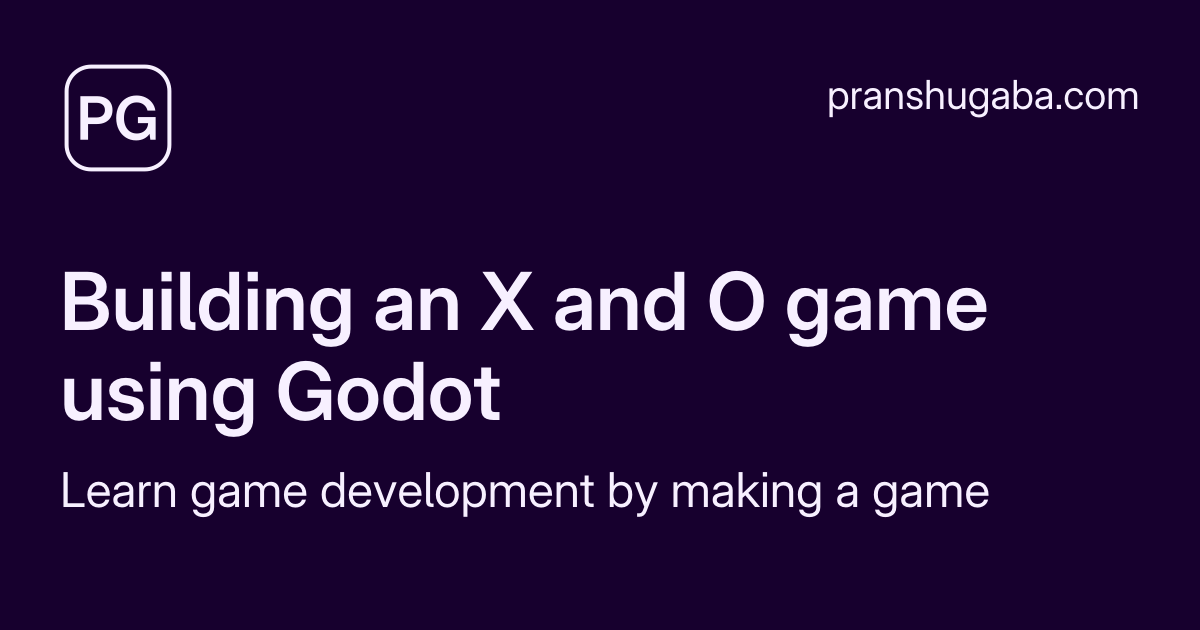 PG
pranshugaba.com
Building an X and O game
using Godot
Learn game development by making a game